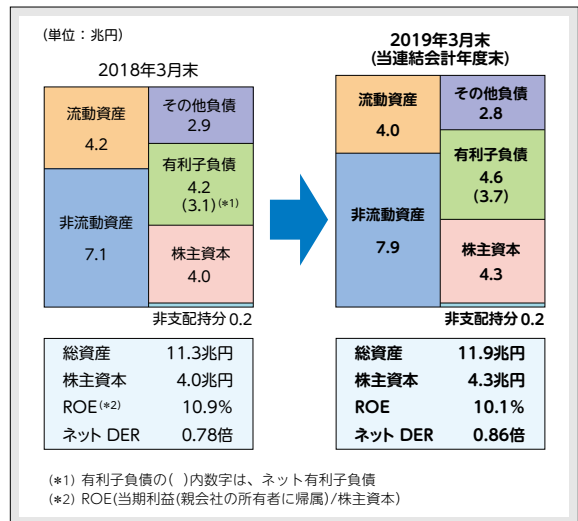 (単位：兆円)
2018年3月末
流動資産
4.2
その他負債
2.9
有利子負債
4.2
(3.1)(*1)
非流動資産
7.1
株主資本
4.0
非支配持分 0.2
総資産 11.3兆円
株主資本 4.0兆円
ROE(*2) 10.9%
ネット DER 0.78倍
2019年3月末
(当連結会計年度末)
流動資産
4.0
その他負債
2.8
有利子負債
4.6
(3.7)
非流動資産
7.9
株主資本
4.3
非支配持分 0.2
総資産 11.9兆円
株主資本 4.3兆円
ROE 10.1%
ネット DER 0.86倍
(*1) 有利子負債の( )内数字は、ネット有利子負債
(*2) ROE(当期利益(親会社の所有者に帰属)/株主資本)